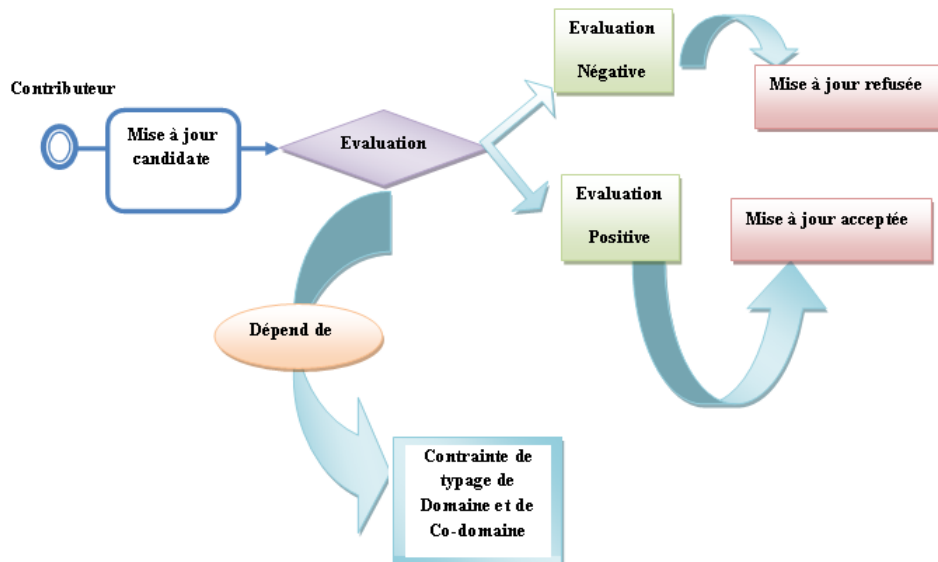 Contributeur
Mise à jour
candidate
Evaluation
Evaluation
Négative
Mise à jour refusée
Evaluation
Positive
Mise à jour acceptée
Dépend de
Contrainte de
typage de
Domaine et de
Co-domaine